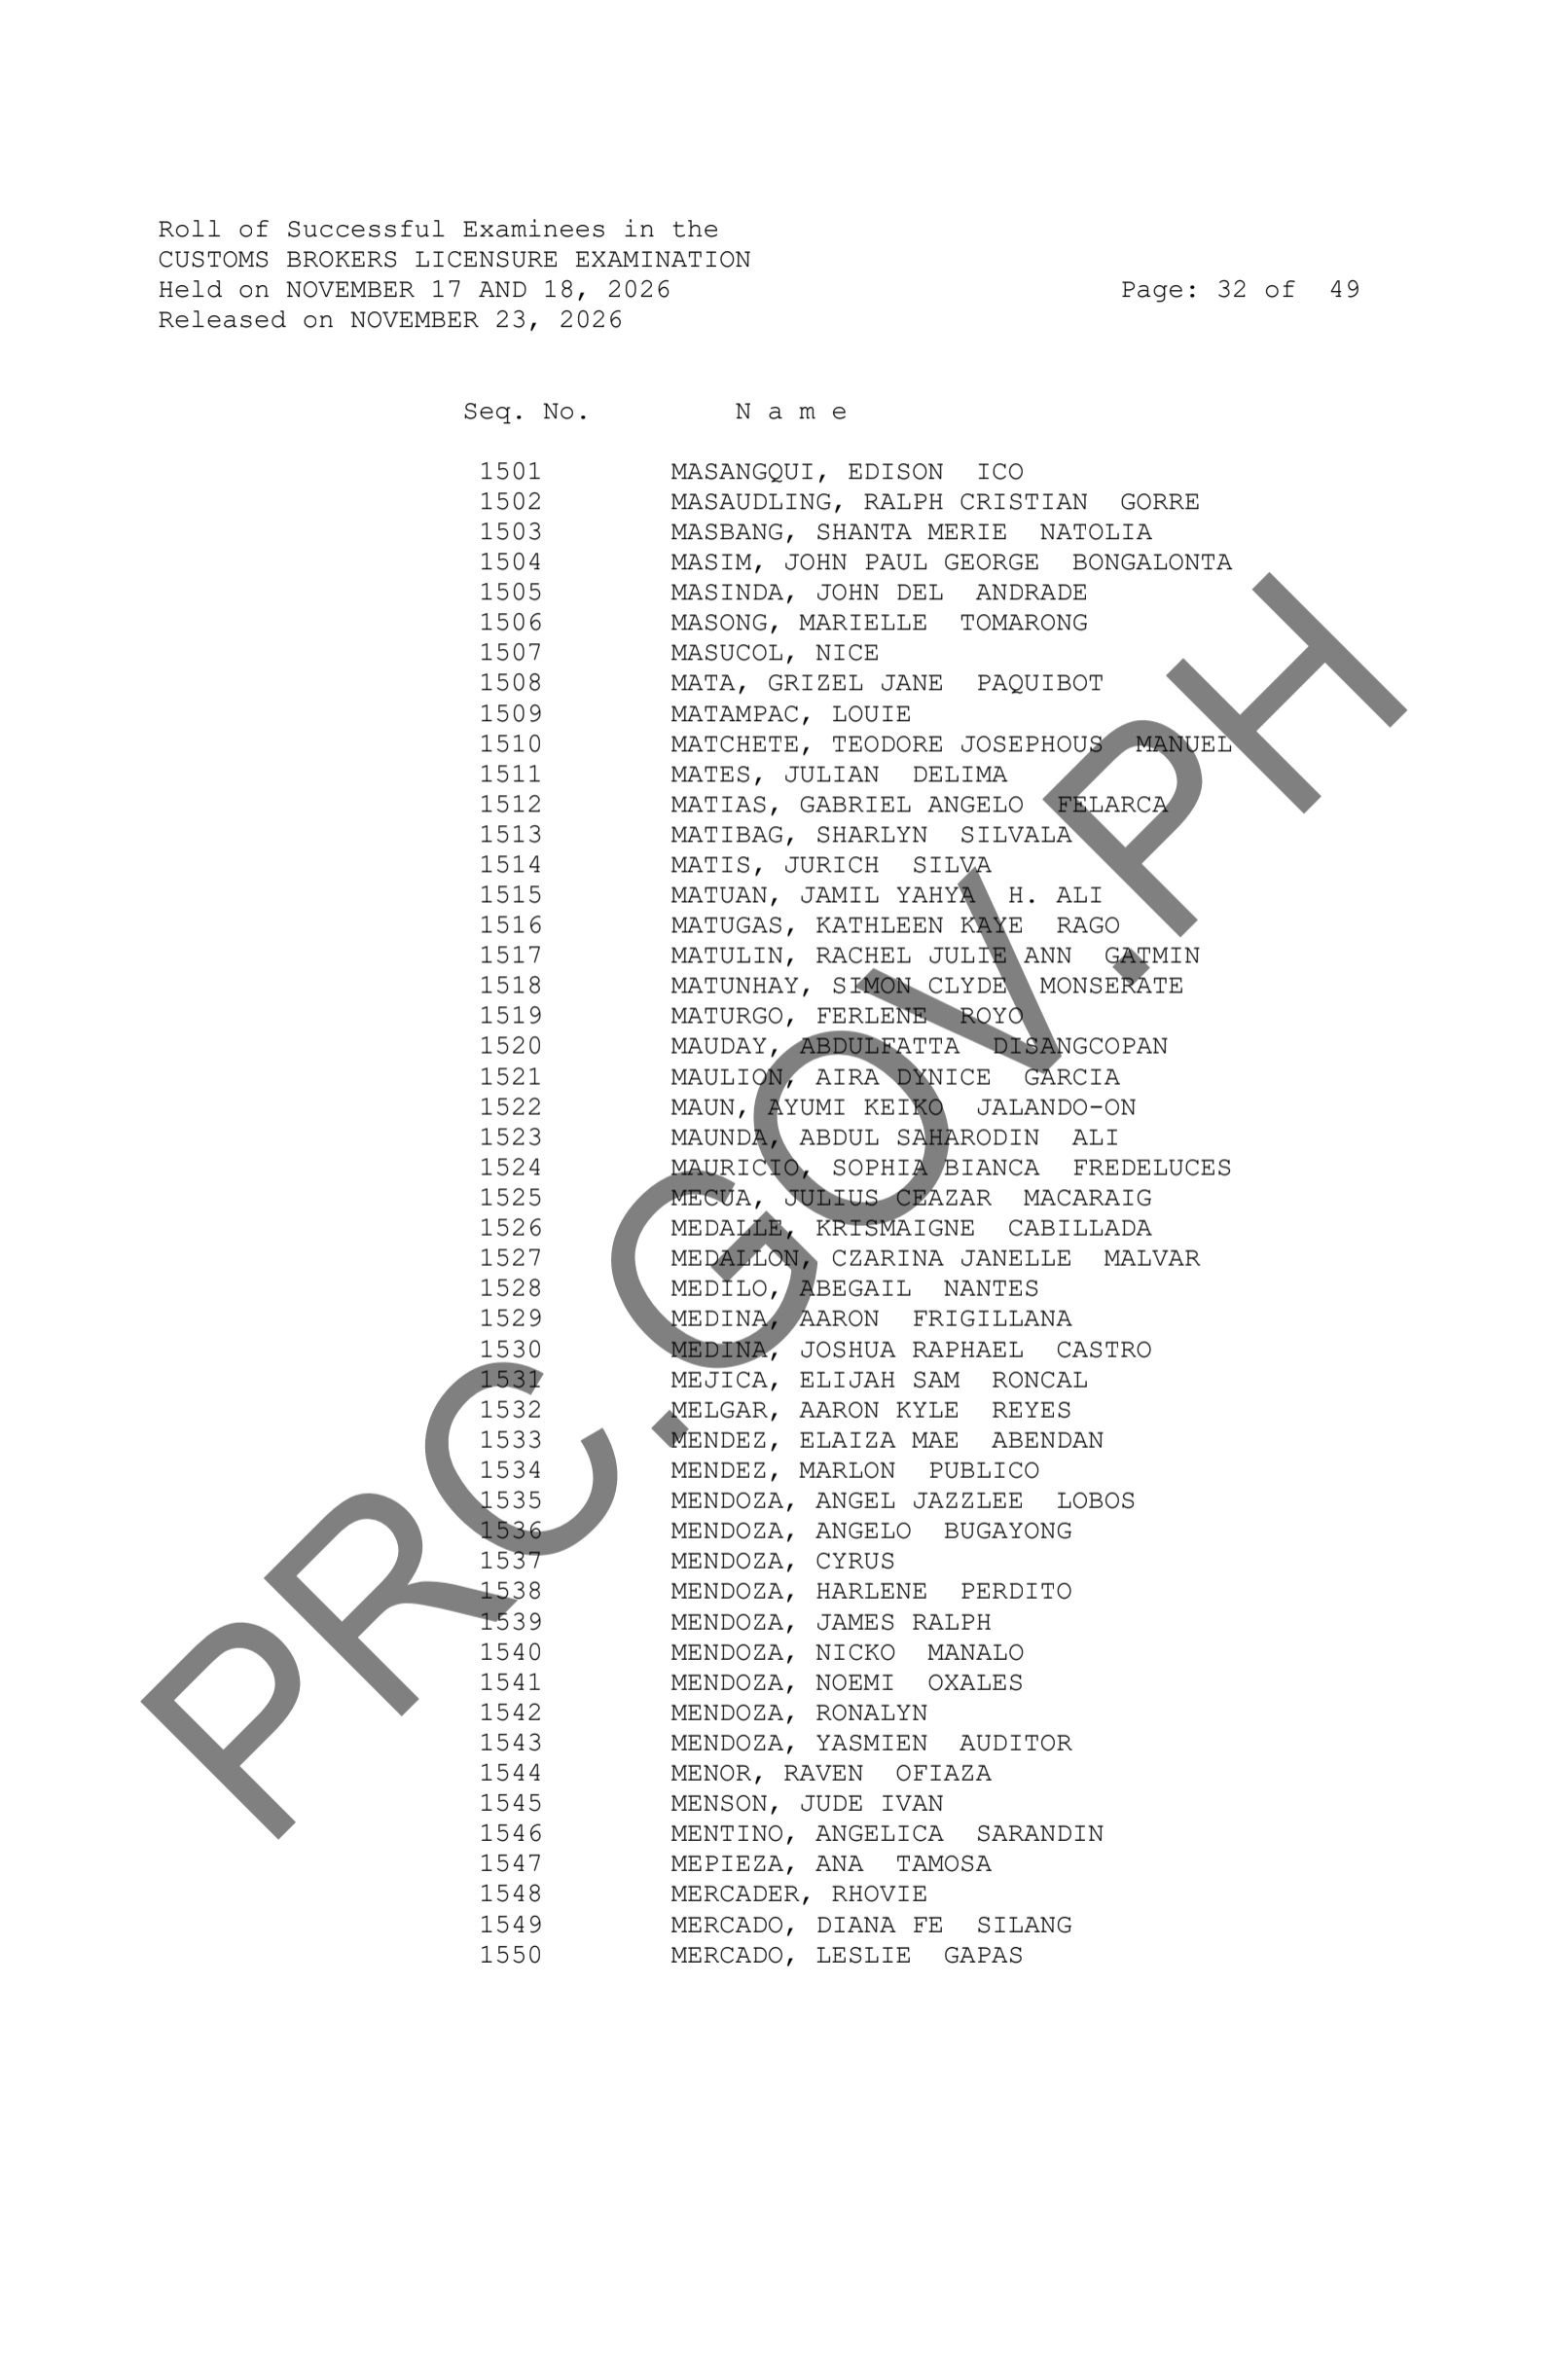 Roll of Successful Examinees in the
CUSTOMS BROKERS LICENSURE EXAMINATION
Held on NOVEMBER 17 AND 18, 2026 Page: 32 of 49
Released on NOVEMBER 23, 2026
Seq. No. N a m e
1501 MASANGQUI, EDISON ICO
1502 MASAUDLING, RALPH CRISTIAN GORRE
1503 MASBANG, SHANTA MERIE NATOLIA
1504 MASIM, JOHN PAUL GEORGE BONGALONTA
1505 MASINDA, JOHN DEL ANDRADE
1506 MASONG, MARIELLE TOMARONG
1507 MASUCOL, NICE
1508 MATA, GRIZEL JANE PAQUIBOT
1509 MATAMPAC, LOUIE
1510 MATCHETE, TEODORE JOSEPHOUS MANUEL
1511 MATES, JULIAN DELIMA
1512 MATIAS, GABRIEL ANGELO FELARCA
1513 MATIBAG, SHARLYN SILVALA
1514 MATIS, JURICH SILVA
1515 MATUAN, JAMIL YAHYA H. ALI
1516 MATUGAS, KATHLEEN KAYE RAGO
1517 MATULIN, RACHEL JULIE ANN GATMIN
1518 MATUNHAY, SIMON CLYDE MONSERATE
1519 MATURGO, FERLENE ROYO
1520 MAUDAY, ABDULFATTA DISANGCOPAN
1521 MAULION, AIRA DYNICE GARCIA
1522 MAUN, AYUMI KEIKO JALANDO-ON
1523 MAUNDA, ABDUL SAHARODIN ALI
1524 MAURICIO, SOPHIA BIANCA FREDELUCES
1525 MECUA, JULIUS CEAZAR MACARAIG
1526 MEDALLE, KRISMAIGNE CABILLADA
1527 MEDALLON, CZARINA JANELLE MALVAR
1528 MEDILO, ABEGAIL NANTES
1529 MEDINA, AARON FRIGILLANA
1530 MEDINA, JOSHUA RAPHAEL CASTRO
1531 MEJICA, ELIJAH SAM RONCAL
1532 MELGAR, AARON KYLE REYES
1533 MENDEZ, ELAIZA MAE ABENDAN
1534 MENDEZ, MARLON PUBLICO
1535 MENDOZA, ANGEL JAZZLEE LOBOS
1536 MENDOZA, ANGELO BUGAYONG
1537 MENDOZA, CYRUS
1538 MENDOZA, HARLENE PERDITO
1539 MENDOZA, JAMES RALPH
1540 MENDOZA, NICKO MANALO
1541 MENDOZA, NOEMI OXALES
1542 MENDOZA, RONALYN
1543 MENDOZA, YASMIEN AUDITOR
1544 MENOR, RAVEN OFIAZA
1545 MENSON, JUDE IVAN
1546 MENTINO, ANGELICA SARANDIN
1547 MEPIEZA, ANA TAMOSA
1548 MERCADER, RHOVIE
1549 MERCADO, DIANA FE SILANG
1550 MERCADO, LESLIE GAPAS
PRC.GOV.PH